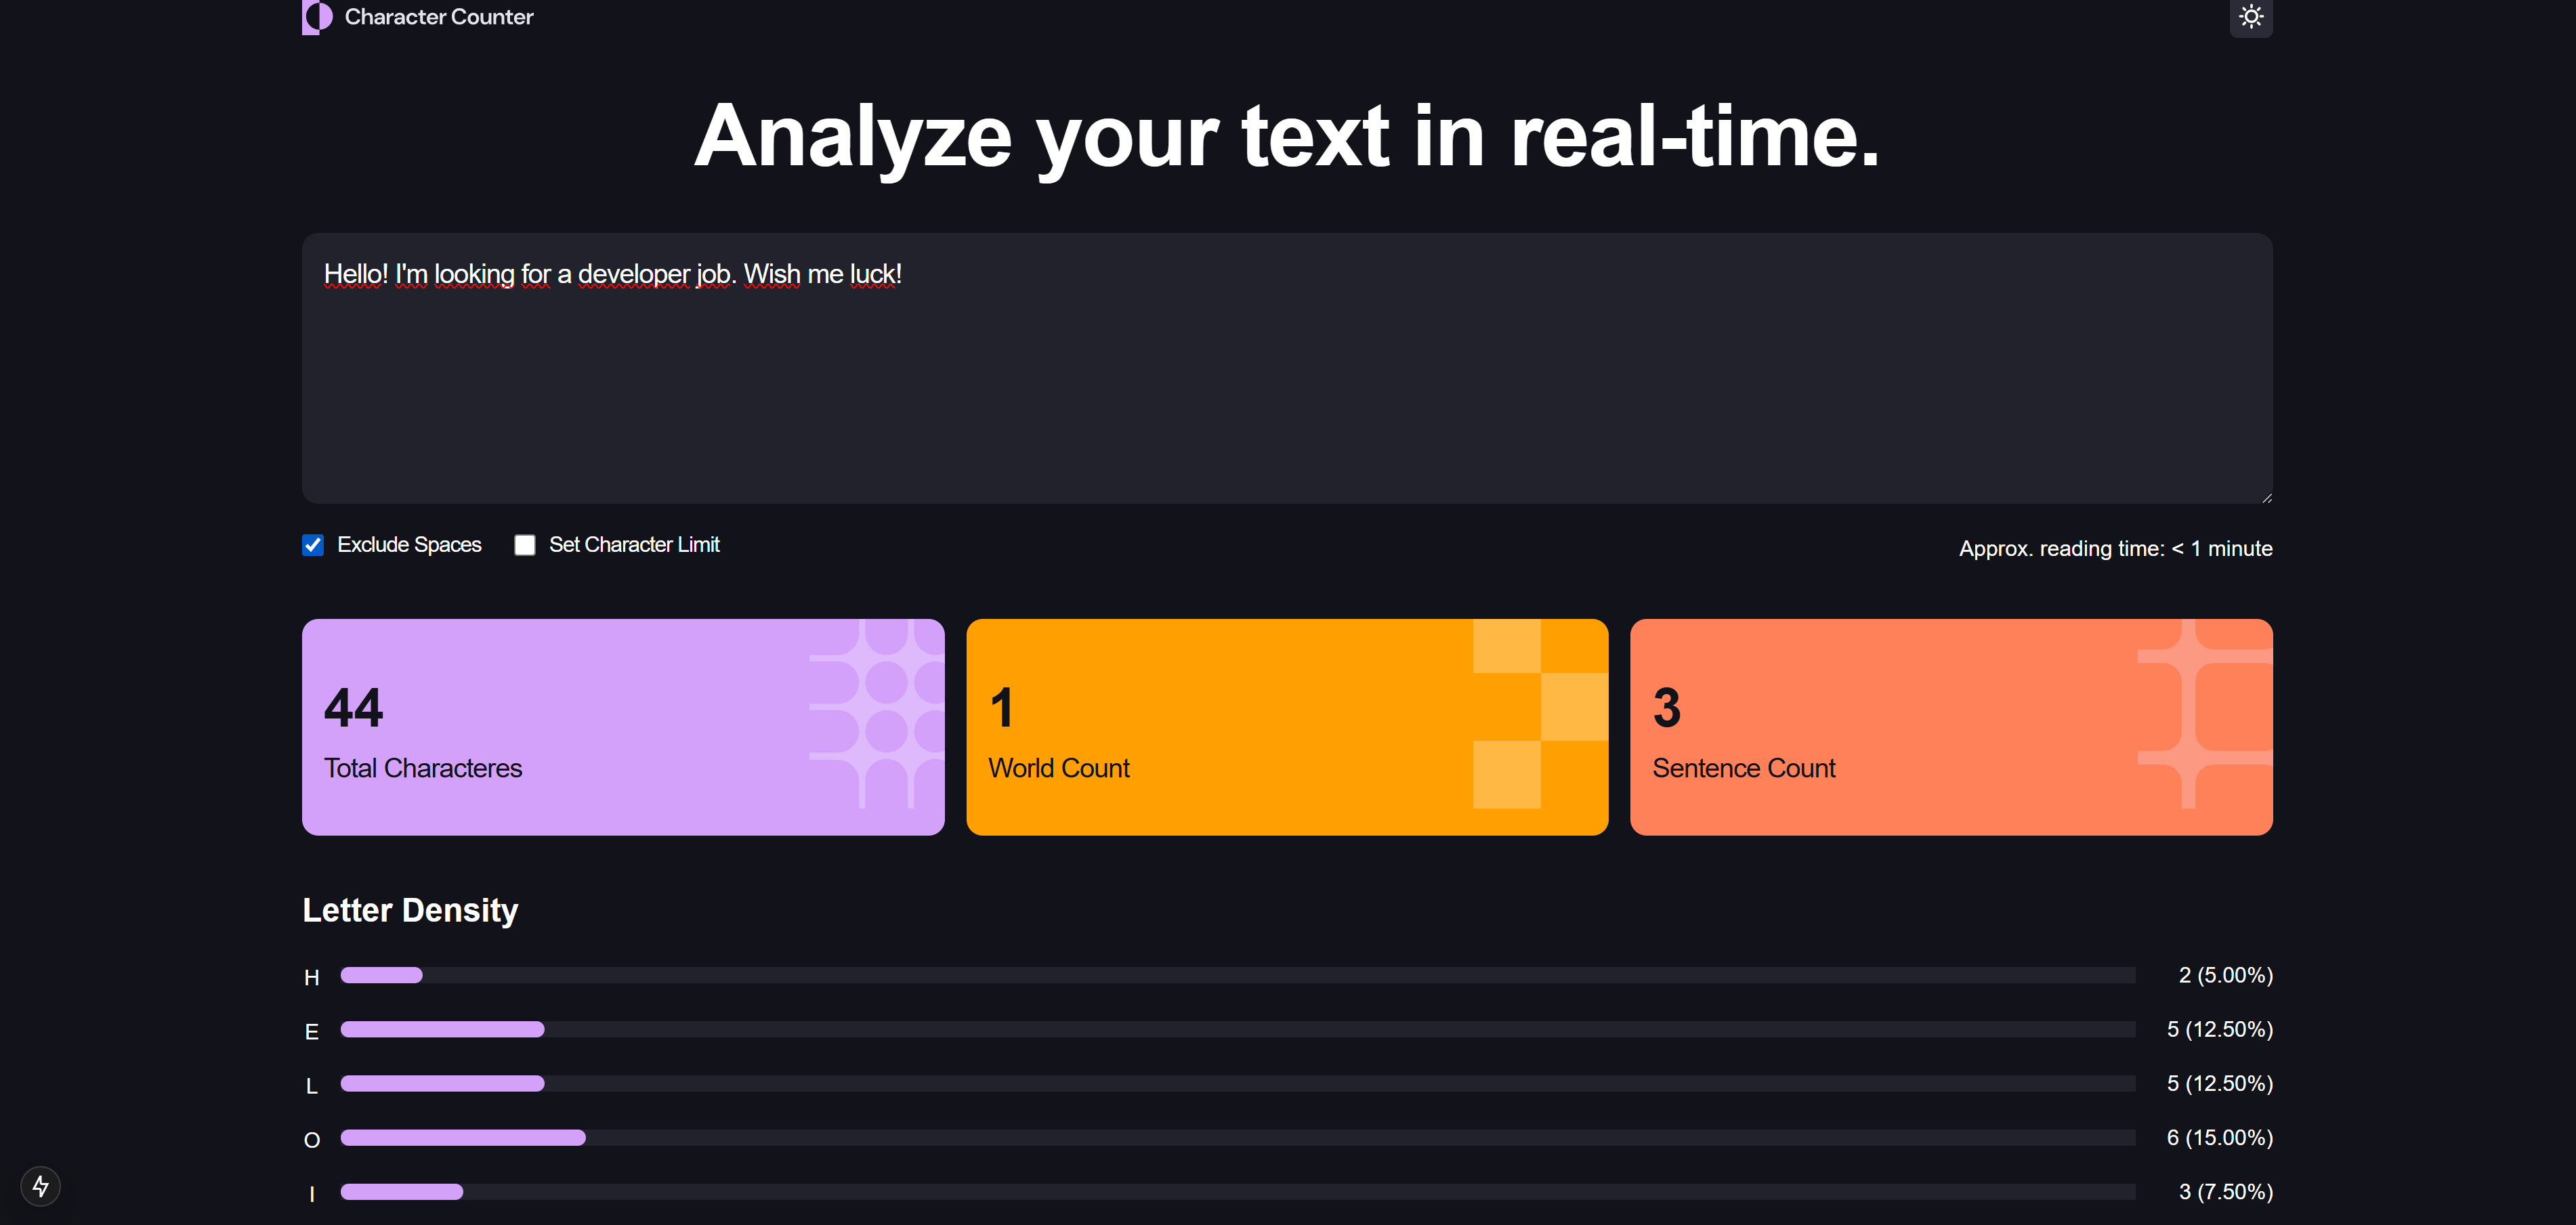 Character Counter
Analyze your text in real-time.
Hello! I'm looking for a developer job. Wish me luck!
Exclude Spaces
Set Character Limit
Approx. reading time: < 1 minute
44
Total Characteres
1
World Count
3
Sentence Count
Letter Density
H 2 (5.00%)
E 5 (12.50%)
L 5 (12.50%)
O 6 (15.00%)
I 3 (7.50%)